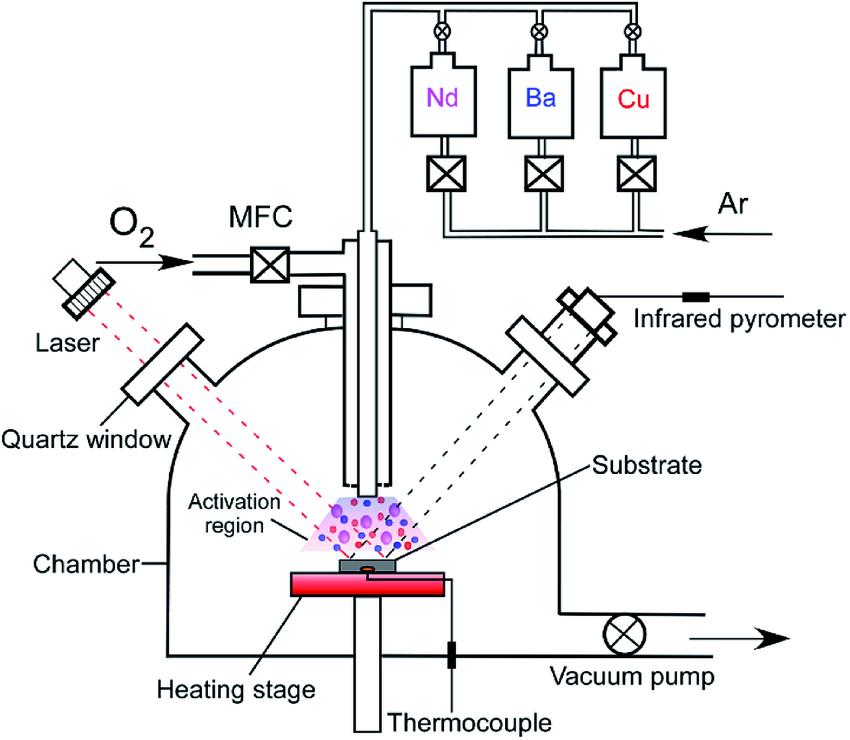 Nd
Ba
Cu
Ar
MFC
O2
Infrared pyrometer
Laser
Quartz window
Substrate
Activation
region
Chamber
Heating stage
Vacuum pump
Thermocouple